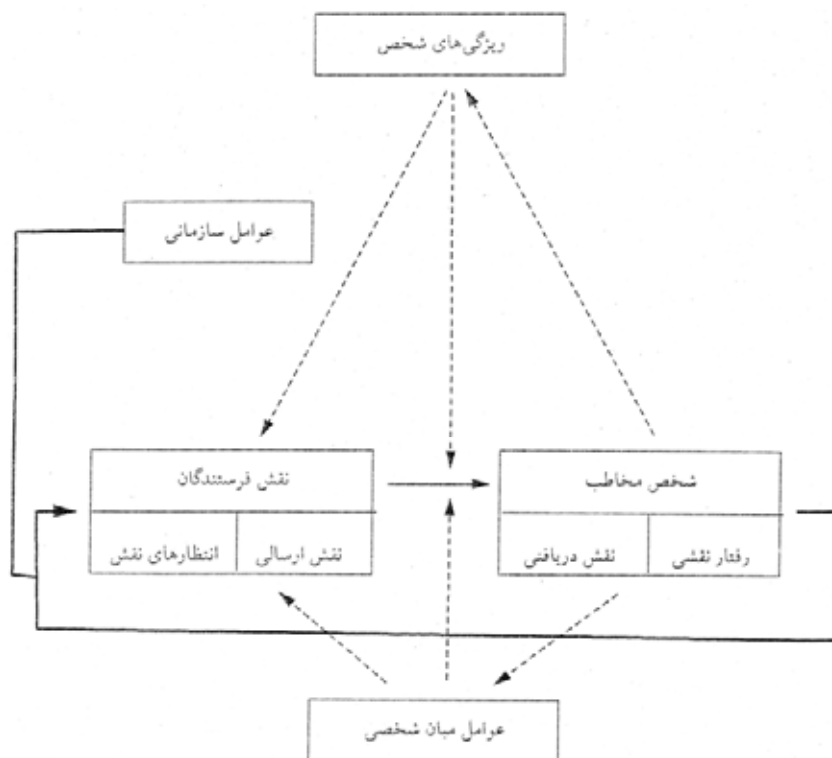 ویژگی‌های شخص
عوامل سازمانی
شخص مخاطب
نقش فرستندگان
رفتار نقشی
نقش دریافتی
نقش ارسالی
انتظارهای نقش
عوامل میان شخصی